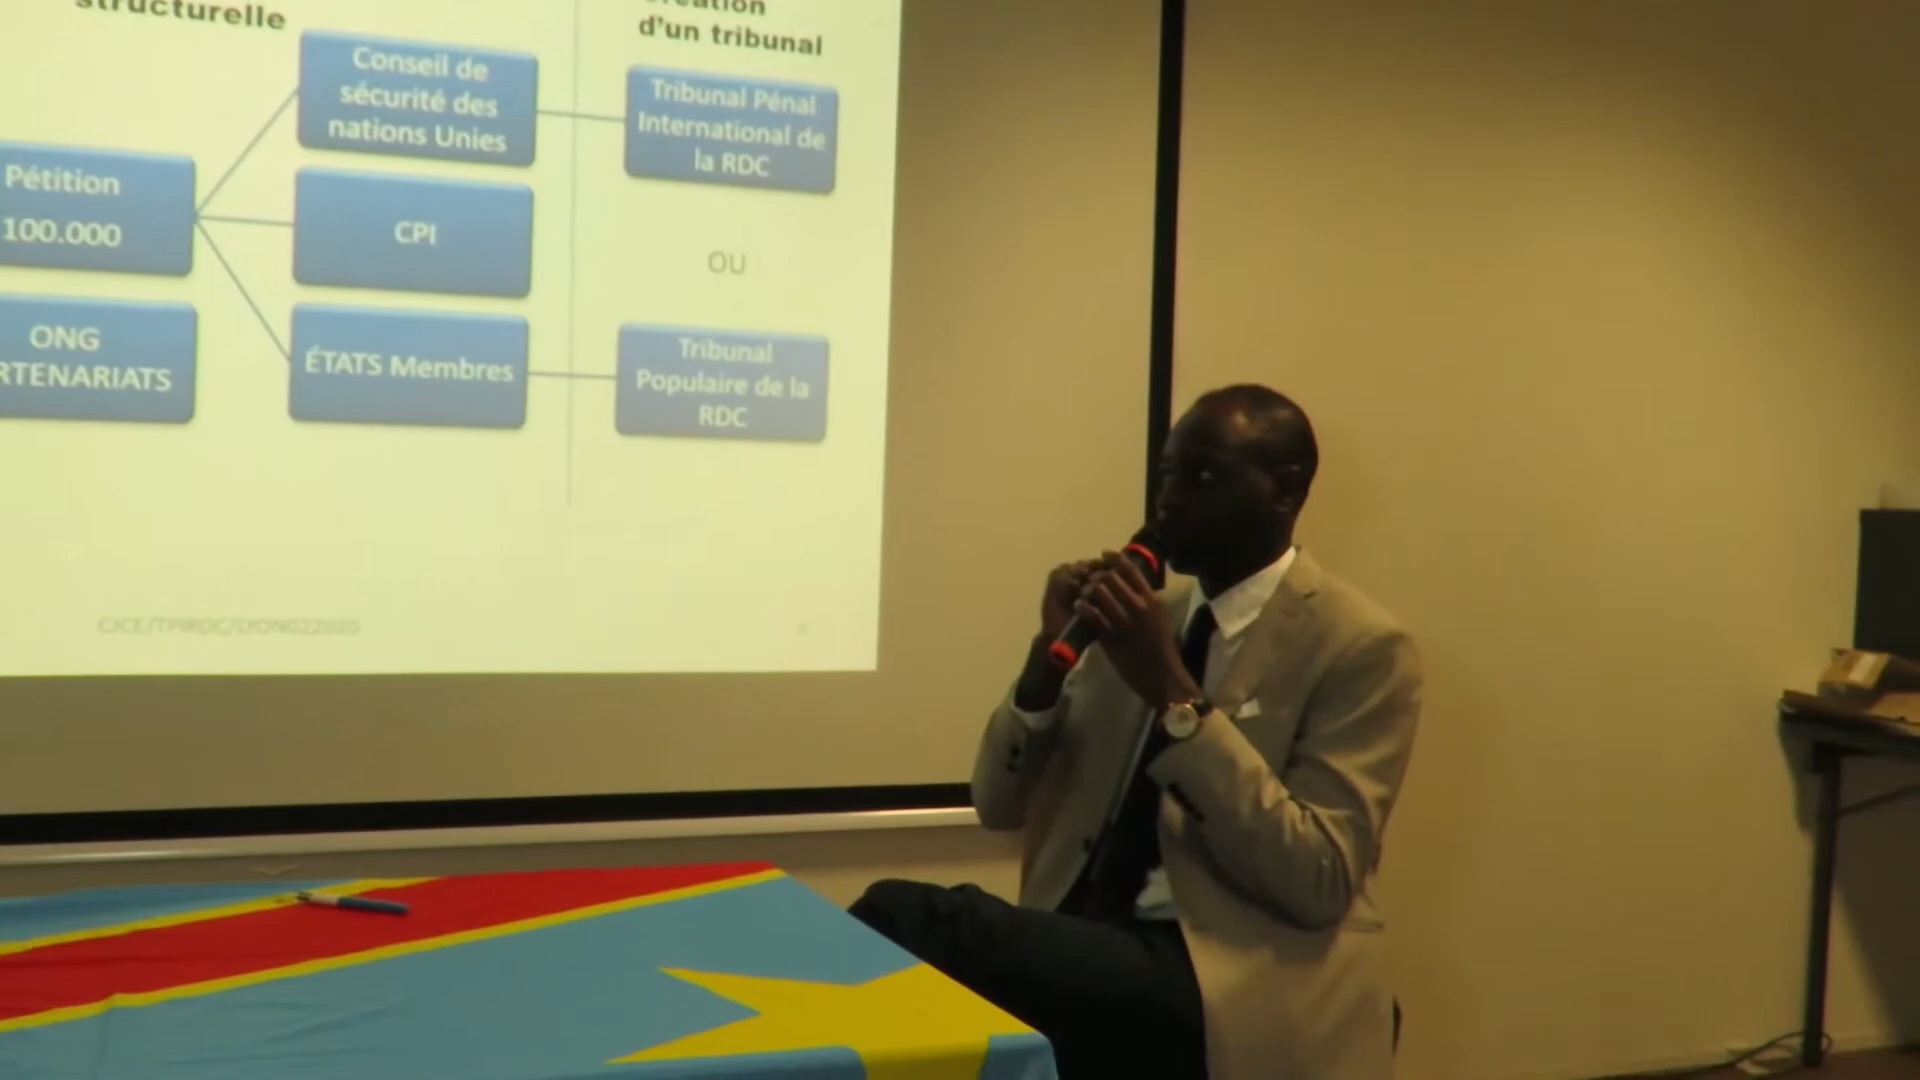 structurelle
d'un tribunal
Conseil de
sécurité des
nations Unies
Tribunal Pénal
International de
la RDC
Pétition
100.000
CPI
OU
ONG
RTENARIATS
ÉTATS Membres
Tribunal
Populaire de la
RDC